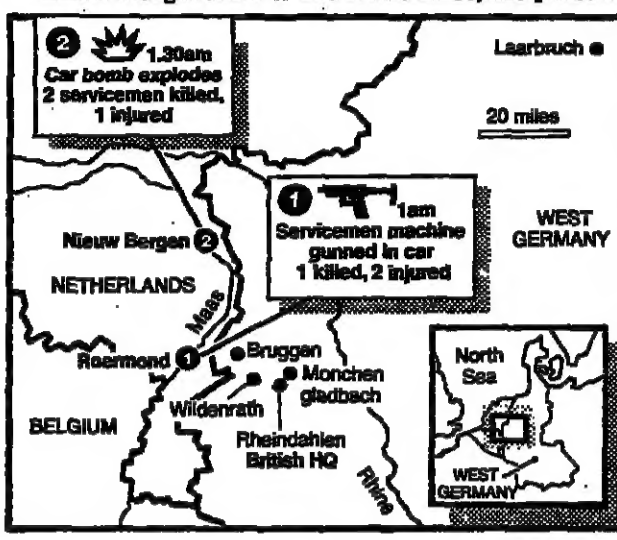 2
1.30am
Car bomb explodes
2 servicemen killed,
1 injured
Laarbruch
20 miles
1
1am
Servicemen machine
gunned in car
1 killed, 2 injured
WEST
GERMANY
Nieuw Bergen 2
NETHERLANDS
Maas
Roermond 1
Bruggen
Monchen
gladbach
Wildenrath
BELGIUM
Rheindahlen
British HQ
Rhine
North
Sea
WEST
GERMANY